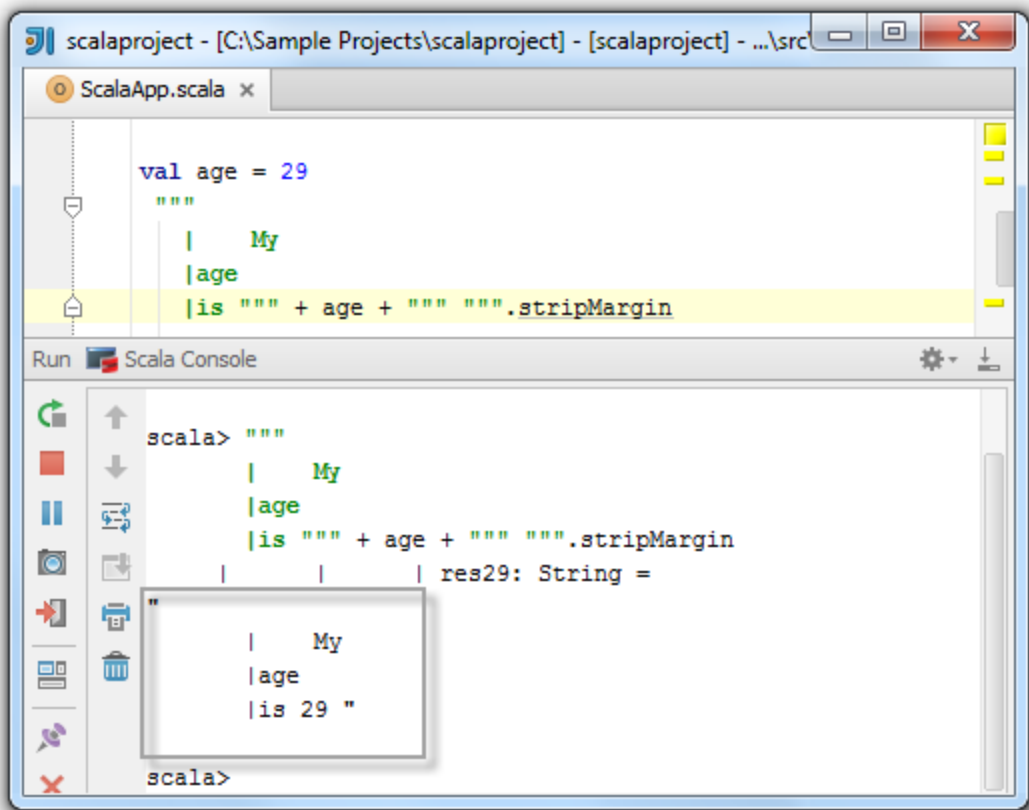 scalaproject - [C:\Sample Projects\scalaproject] - [scalaproject] - ...\src\
ScalaApp.scala
val age = 29
"""
|    My
|age
|is """ + age + """ """.stripMargin
Run Scala Console
scala> """
|    My
|age
|is """ + age + """ """.stripMargin
|       |       | res29: String =
"
|    My
|age
|is 29 "
scala>